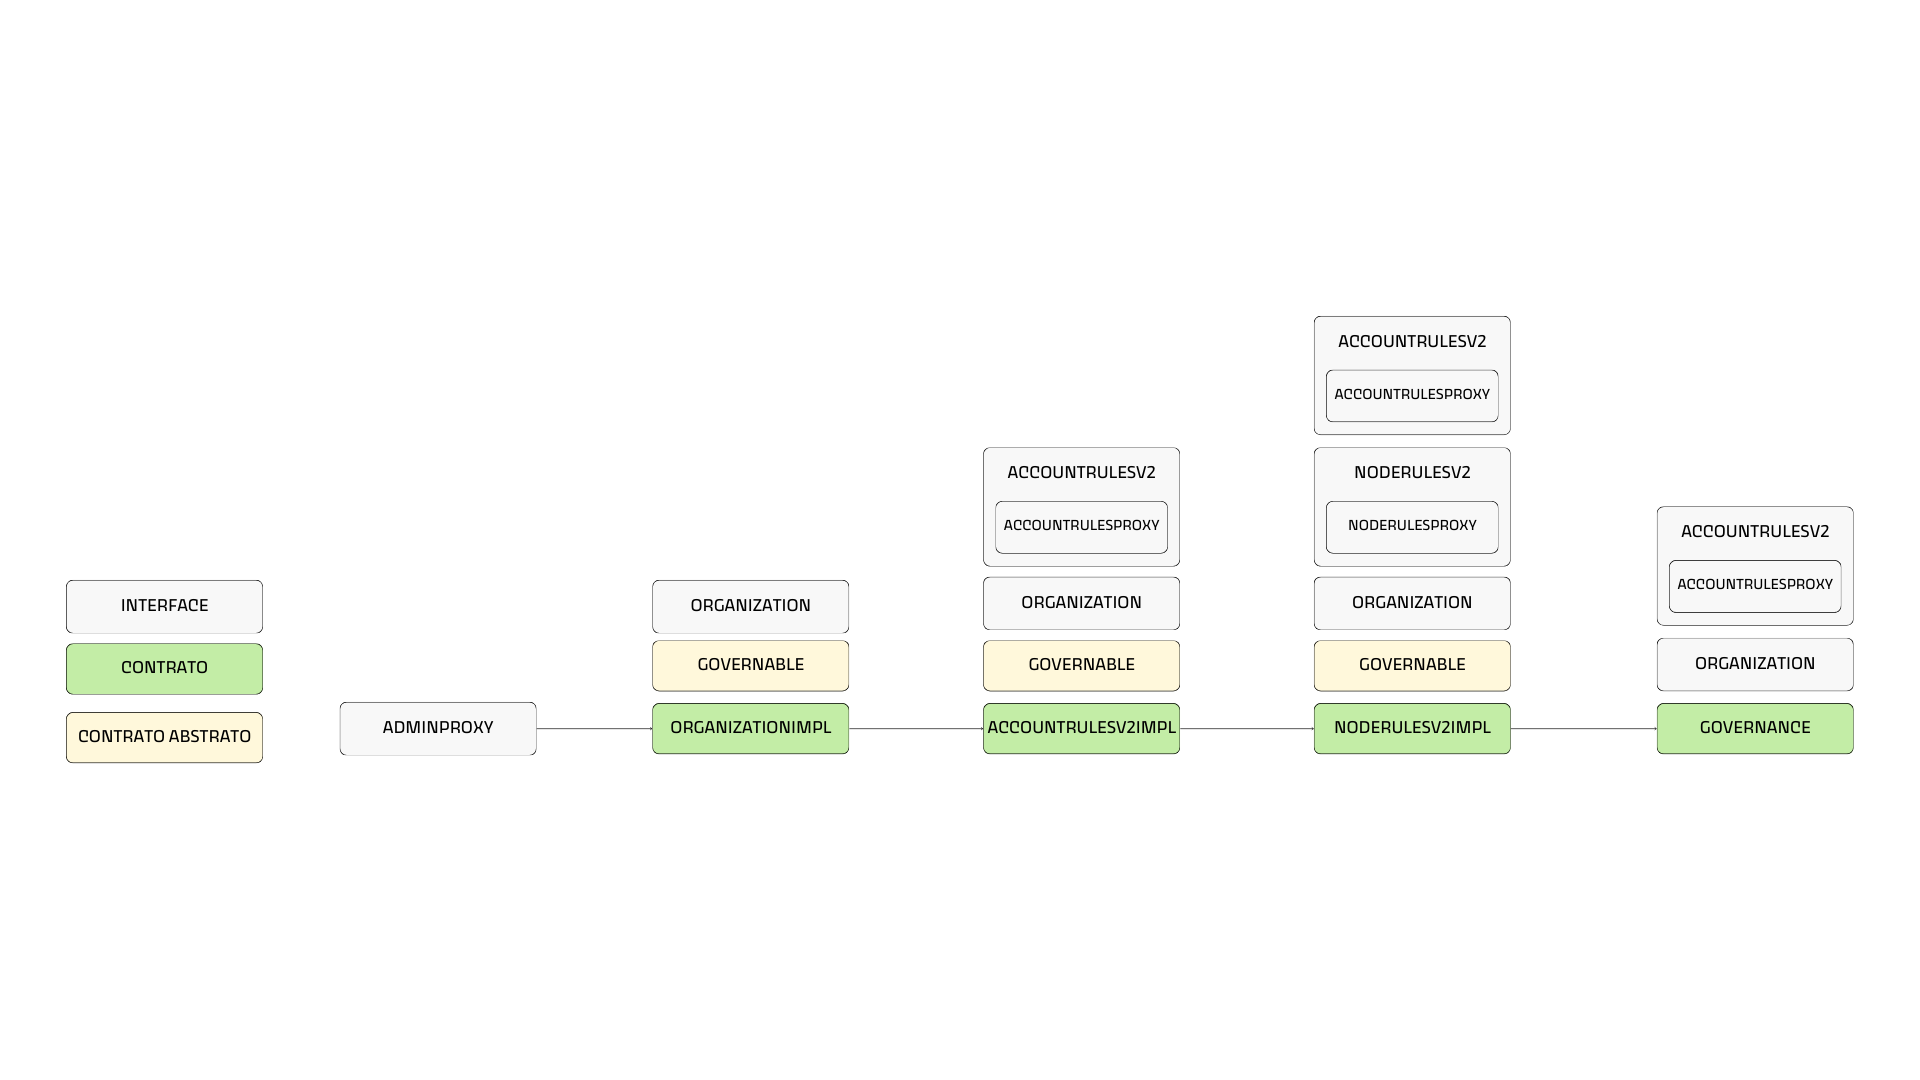 INTERFACE
CONTRATO
CONTRATO ABSTRATO
ADMINPROXY
ORGANIZATION
GOVERNABLE
ORGANIZATIONIMPL
ACCOUNTRULESV2
ACCOUNTRULESPROXY
ORGANIZATION
GOVERNABLE
ACCOUNTRULESV2IMPL
ACCOUNTRULESV2
ACCOUNTRULESPROXY
NODERULESV2
NODERULESPROXY
ORGANIZATION
GOVERNABLE
NODERULESV2IMPL
ACCOUNTRULESV2
ACCOUNTRULESPROXY
ORGANIZATION
GOVERNANCE